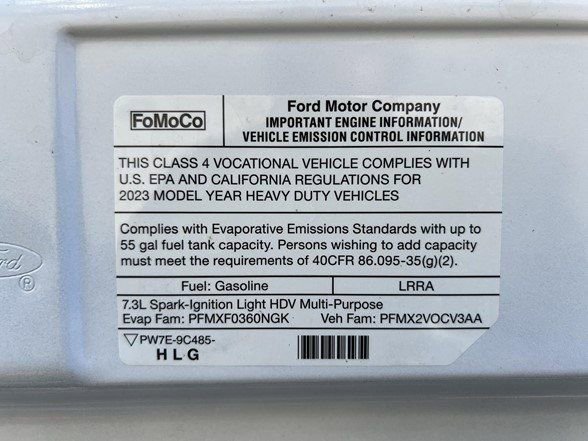 FoMoCo
Ford Motor Company
IMPORTANT ENGINE INFORMATION/
VEHICLE EMISSION CONTROL INFORMATION
THIS CLASS 4 VOCATIONAL VEHICLE COMPLIES WITH
U.S. EPA AND CALIFORNIA REGULATIONS FOR
2023 MODEL YEAR HEAVY DUTY VEHICLES
Complies with Evaporative Emissions Standards with up to
55 gal fuel tank capacity. Persons wishing to add capacity
must meet the requirements of 40CFR 86.095-35(g)(2).
Fuel: Gasoline LRRA
7.3L Spark-Ignition Light HDV Multi-Purpose
Evap Fam: PFMXF0360NGK Veh Fam: PFMX2VOCV3AA
PW7E-9C485-
HLG
Ford
R